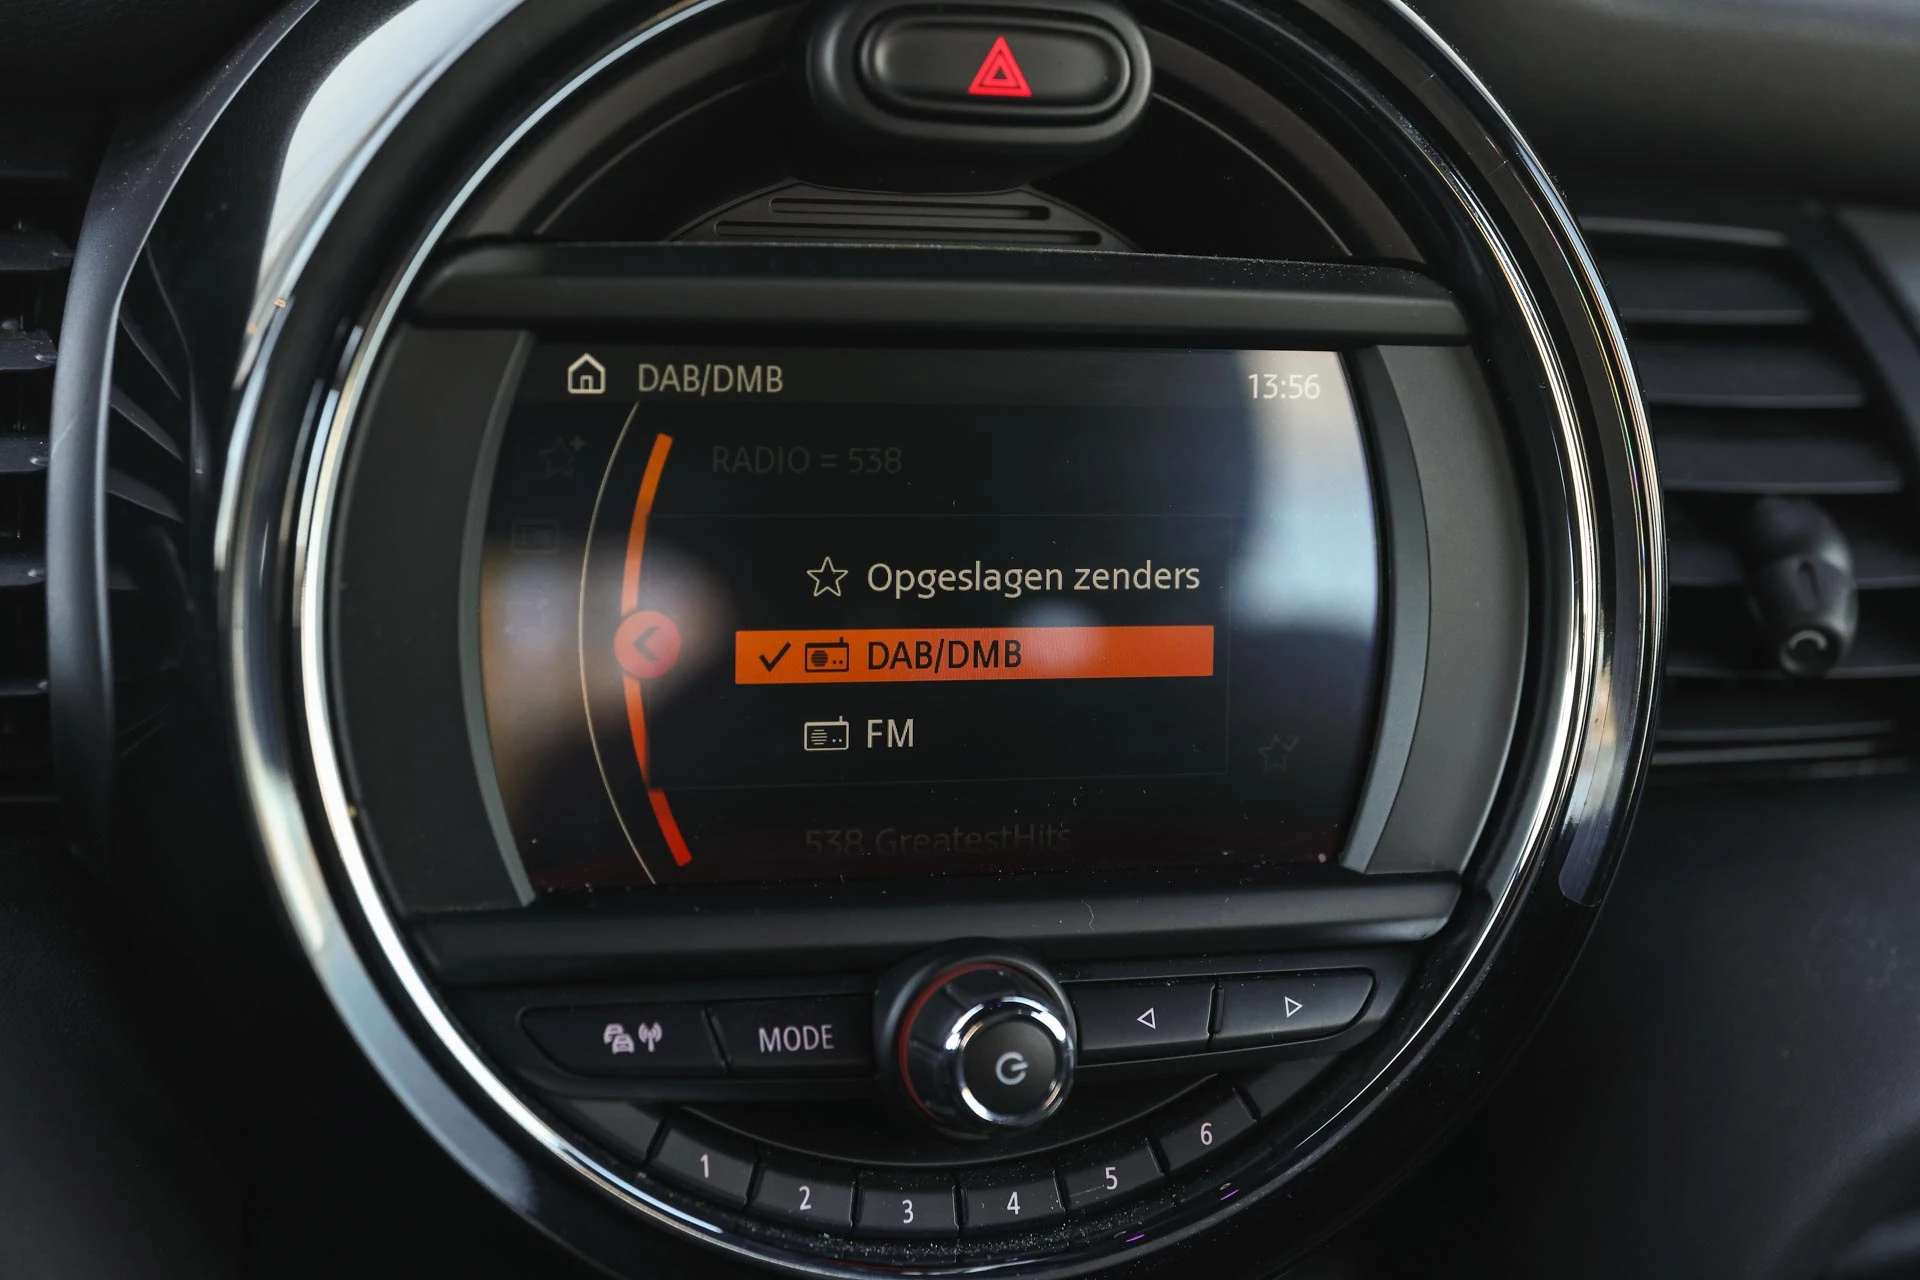 DAB/DMB 13:56
RADIO = 538
Opgeslagen zenders
DAB/DMB
FM
538 GreatestHits
MODE
1 2 3 4 5 6